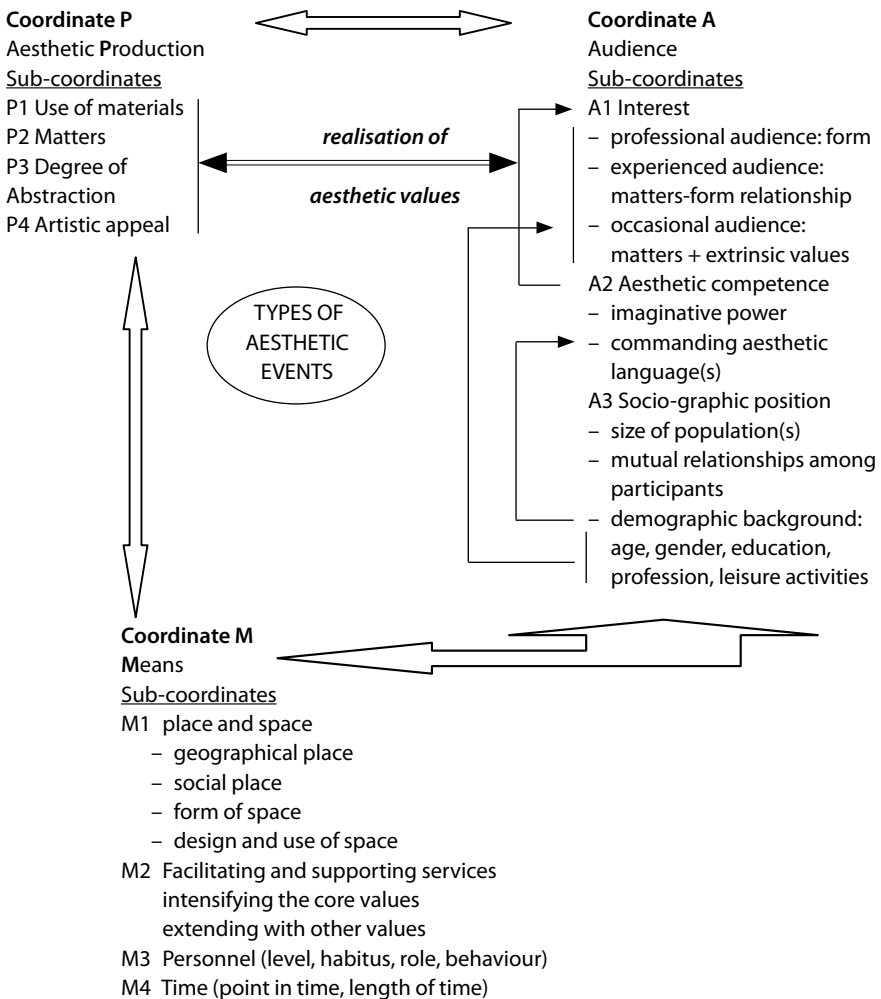 Coordinate P
Aesthetic Production
Sub-coordinates
P1 Use of materials
P2 Matters
P3 Degree of
Abstraction
P4 Artistic appeal
realisation of
aesthetic values
TYPES OF
AESTHETIC
EVENTS
Coordinate A
Audience
Sub-coordinates
A1 Interest
– professional audience: form
– experienced audience:
matters-form relationship
– occasional audience:
matters + extrinsic values
A2 Aesthetic competence
– imaginative power
– commanding aesthetic
language(s)
A3 Socio-graphic position
– size of population(s)
– mutual relationships among
participants
– demographic background:
age, gender, education,
profession, leisure activities
Coordinate M
Means
Sub-coordinates
M1 place and space
– geographical place
– social place
– form of space
– design and use of space
M2 Facilitating and supporting services
intensifying the core values
extending with other values
M3 Personnel (level, habitus, role, behaviour)
M4 Time (point in time, length of time)